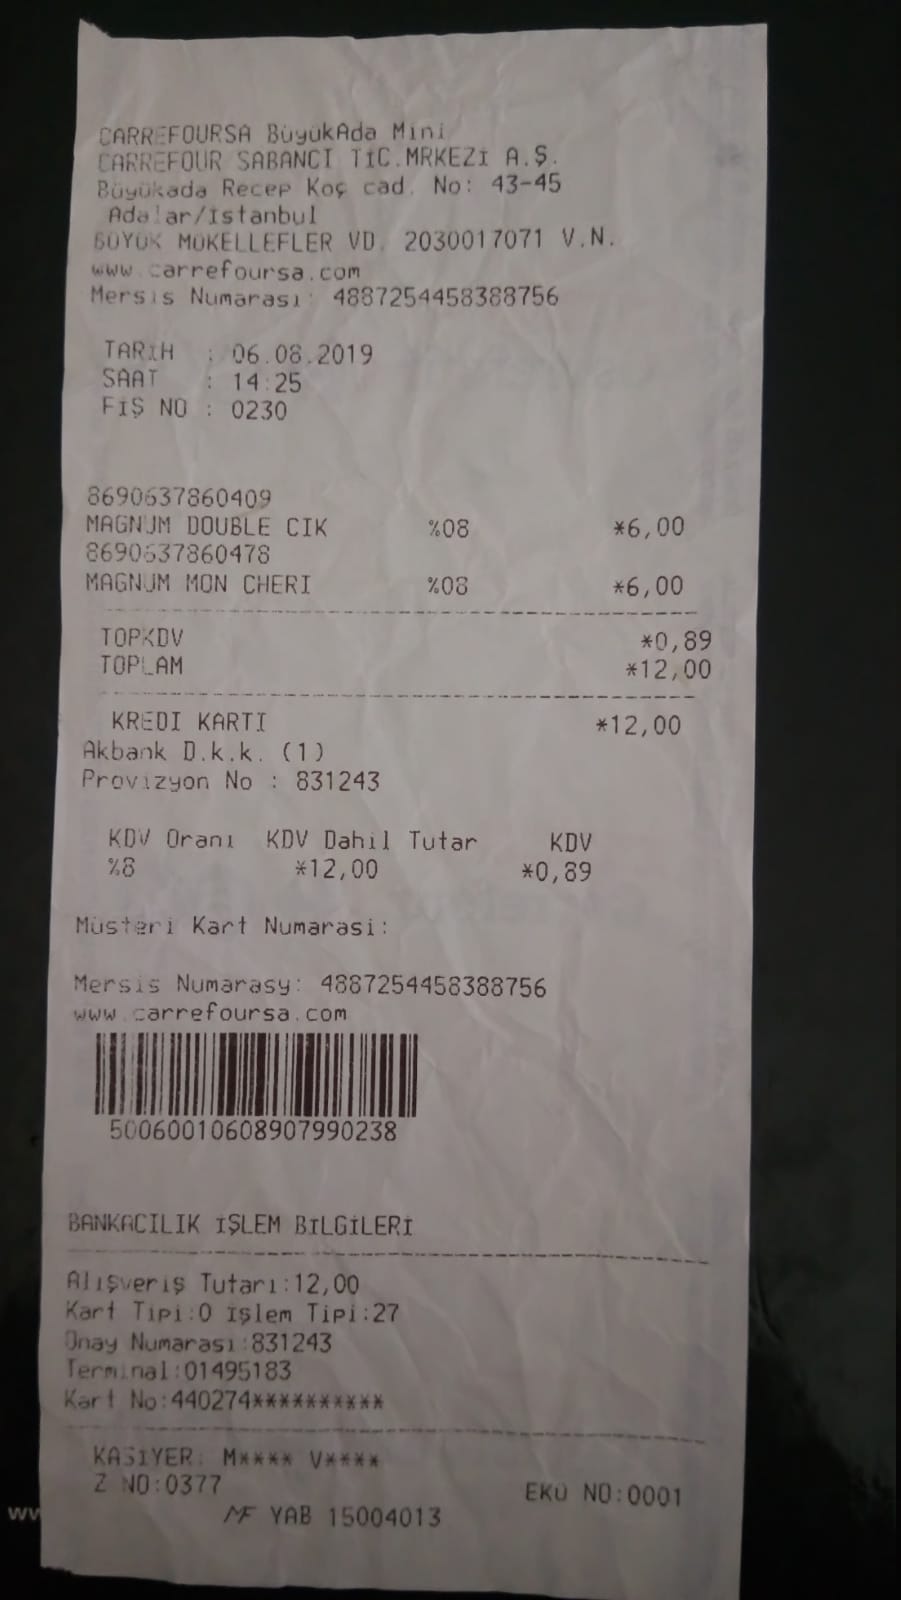 CARREFOURSA BüyükAda Mini
CARREFOUR SABANCI TİC.MRKEZİ A.Ş.
Büyükada Recep Koç cad. No: 43-45
Adalar/İstanbul
BÜYÜK MÜKELLEFLER VD. 2030017071 V.N.
www.carrefoursa.com
Mersis Numarası: 4887254458388756
TARİH : 06.08.2019
SAAT : 14:25
FİŞ NO : 0230
8690637860409
MAGNUM DOUBLE CIK %08 *6,00
8690637860478
MAGNUM MON CHERI %08 *6,00
TOPKDV *0,89
TOPLAM *12,00
KREDI KARTI *12,00
Akbank D.k.k. (1)
Provizyon No : 831243
KDV Oranı KDV Dahil Tutar KDV
%8 *12,00 *0,89
Müşteri Kart Numarasi:
Mersis Numarasy: 4887254458388756
www.carrefoursa.com
50060010608907990238
BANKACILIK İŞLEM BİLGİLERİ
Alışveriş Tutarı:12,00
Kart Tipi:0 İşlem Tipi:27
Onay Numarası:831243
Terminal:01495183
Kart No:440274**********
KASİYER: M**** V****
Z NO:0377 EKÜ NO:0001
MF YAB 15004013